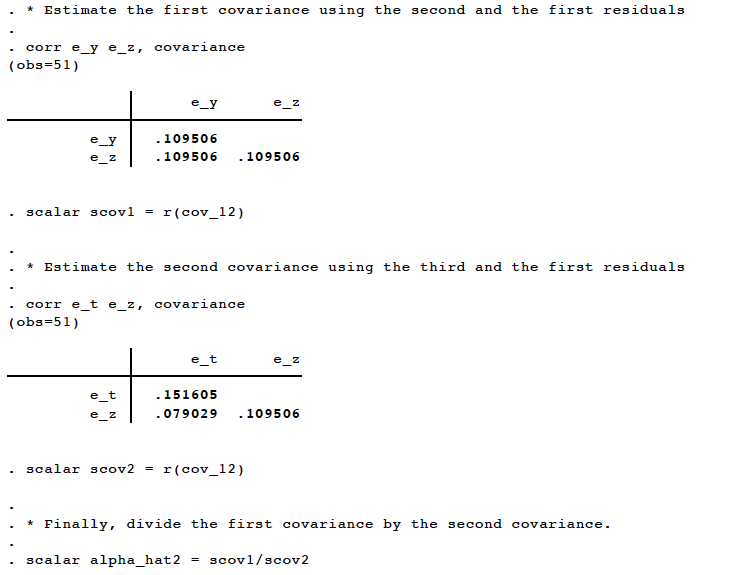 . * Estimate the first covariance using the second and the first residuals
.
. corr e_y e_z, covariance
(obs=51)
e_y e_z
e_y .109506
e_z .109506 .109506
. scalar scov1 = r(cov_12)
.
. * Estimate the second covariance using the third and the first residuals
.
. corr e_t e_z, covariance
(obs=51)
e_t e_z
e_t .151605
e_z .079029 .109506
. scalar scov2 = r(cov_12)
.
. * Finally, divide the first covariance by the second covariance.
.
. scalar alpha_hat2 = scov1/scov2